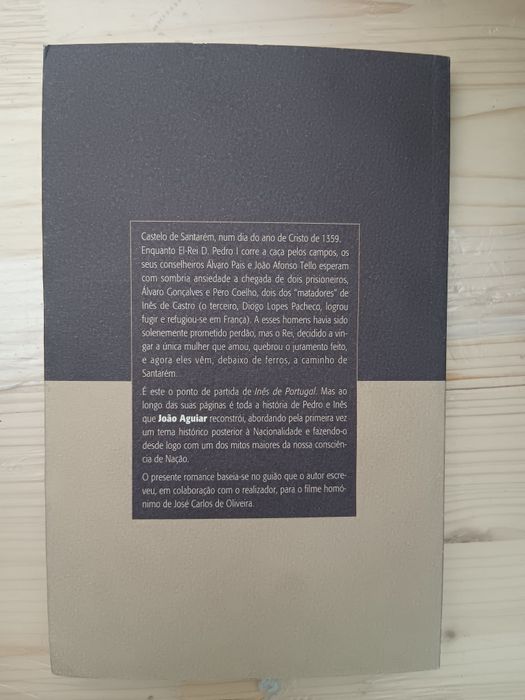 Castelo de Santarém, num dia do ano de Cristo de 1359.
Enquanto El-Rei D. Pedro I corre a caça pelos campos, os
seus conselheiros Álvaro Pais e João Afonso Tello esperam
com sombria ansiedade a chegada de dois prisioneiros,
Álvaro Gonçalves e Pero Coelho, dois dos "matadores" de
Inês de Castro (o terceiro, Diogo Lopes Pacheco, logrou
fugir e refugiou-se em França). A esses homens havia sido
solenemente prometido perdão, mas o Rei, decidido a vin-
gar a única mulher que amou, quebrou o juramento feito,
e agora eles vêm, debaixo de ferros, a caminho de
Santarém.
É este o ponto de partida de Inês de Portugal. Mas ao
longo das suas páginas é toda a história de Pedro e Inês
que João Aguiar reconstrói, abordando pela primeira vez
um tema histórico posterior à Nacionalidade e fazendo-o
desde logo com um dos mitos maiores da nossa consciên-
cia de Nação.
O presente romance baseia-se no guião que o autor escre-
veu, em colaboração com o realizador, para o filme homó-
nimo de José Carlos de Oliveira.